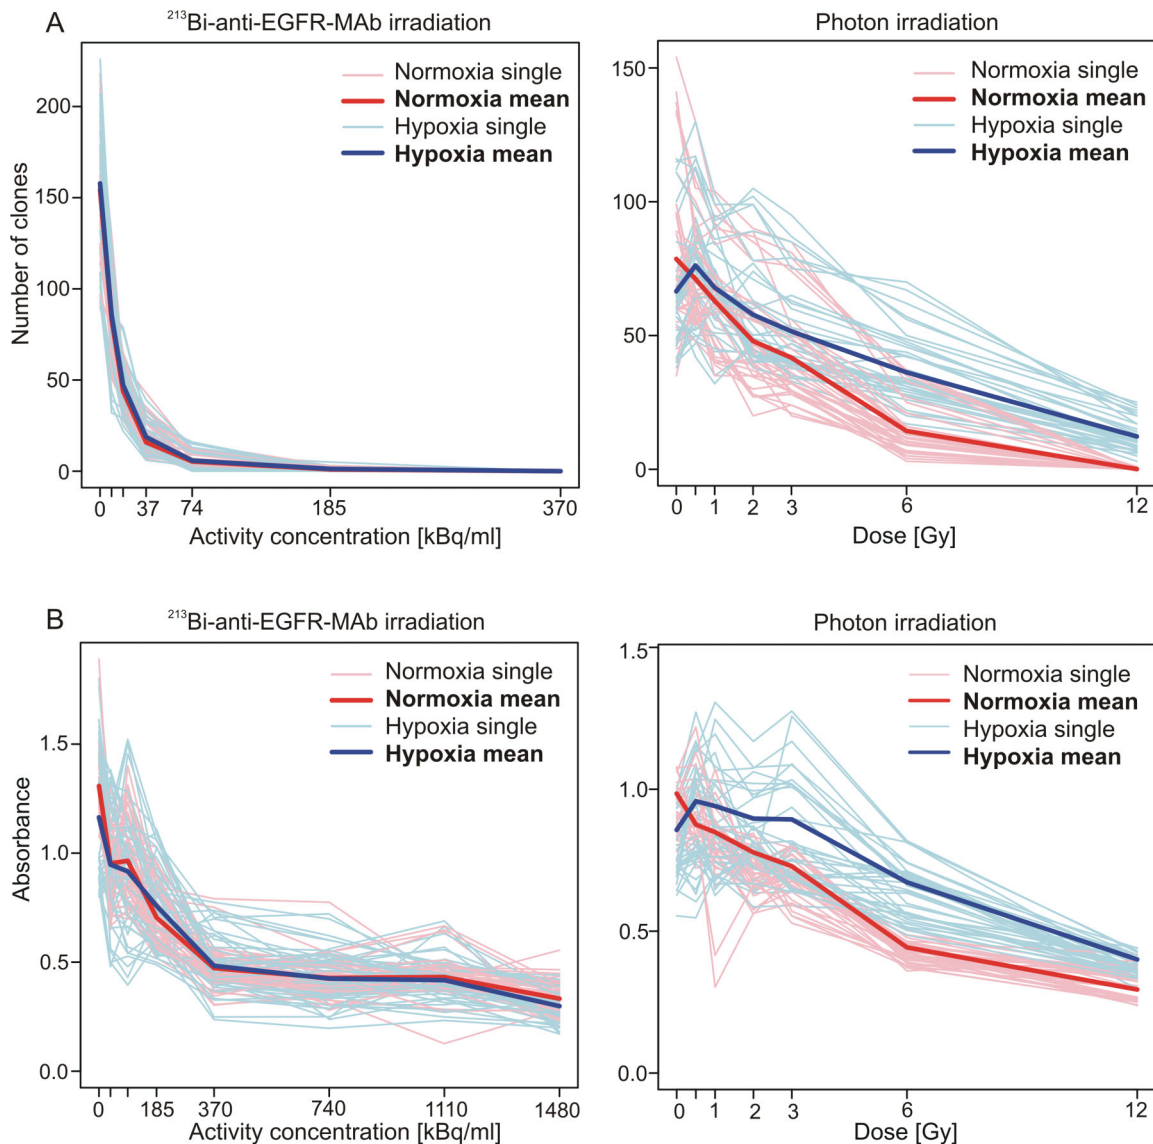 A
²¹³Bi-anti-EGFR-MAb irradiation
Normoxia single
Normoxia mean
Hypoxia single
Hypoxia mean
Number of clones
200
150
100
50
0
0 37 74 185 370
Activity concentration [kBq/ml]
Photon irradiation
Normoxia single
Normoxia mean
Hypoxia single
Hypoxia mean
150
100
50
0
0 1 2 3 6 12
Dose [Gy]
B
²¹³Bi-anti-EGFR-MAb irradiation
Normoxia single
Normoxia mean
Hypoxia single
Hypoxia mean
Absorbance
1.5
1.0
0.5
0.0
0 185 370 740 1110 1480
Activity concentration [kBq/ml]
Photon irradiation
Normoxia single
Normoxia mean
Hypoxia single
Hypoxia mean
1.5
1.0
0.5
0.0
0 1 2 3 6 12
Dose [Gy]